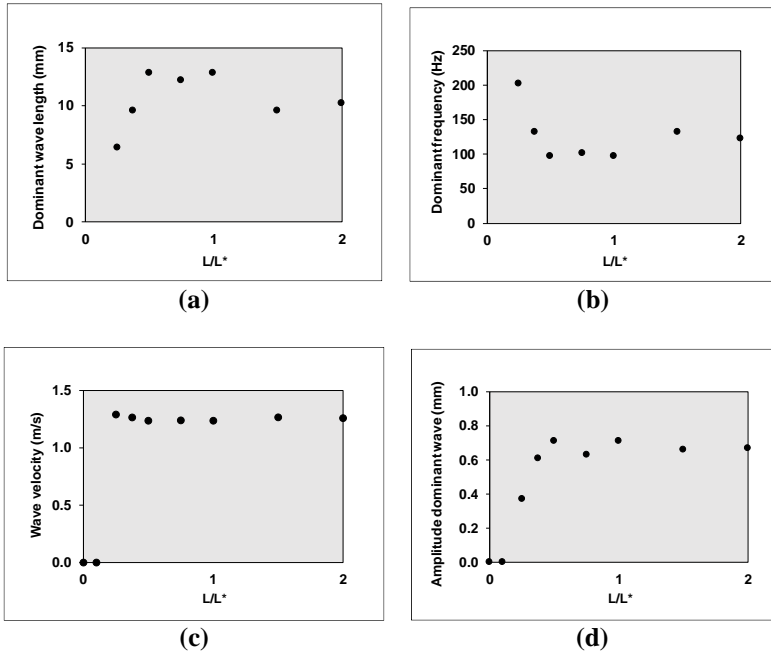 Dominant wave length (mm)
15
10
5
0
0 1 2
L/L*
(a)
Dominant frequency (Hz)
250
200
150
100
50
0
0 1 2
L/L*
(b)
Wave velocity (m/s)
1.5
1.0
0.5
0.0
0 1 2
L/L*
(c)
Amplitude dominant wave (mm)
1.0
0.8
0.6
0.4
0.2
0.0
0 1 2
L/L*
(d)